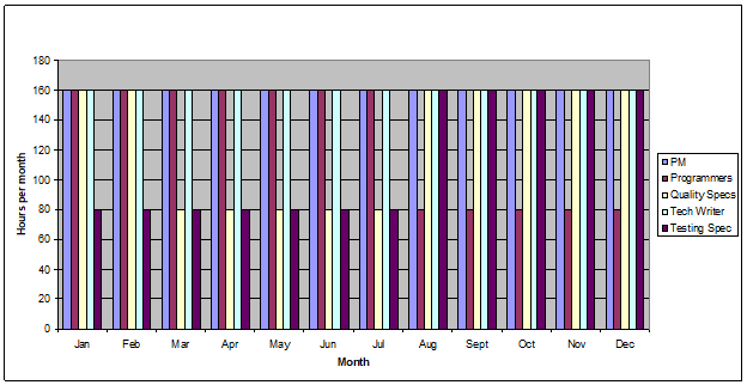 180
160
140
120
100
80
60
40
20
0
Hours per month
Jan Feb Mar Apr May Jun Jul Aug Sept Oct Nov Dec
Month
PM
Programmers
Quality Specs
Tech Writer
Testing Spec